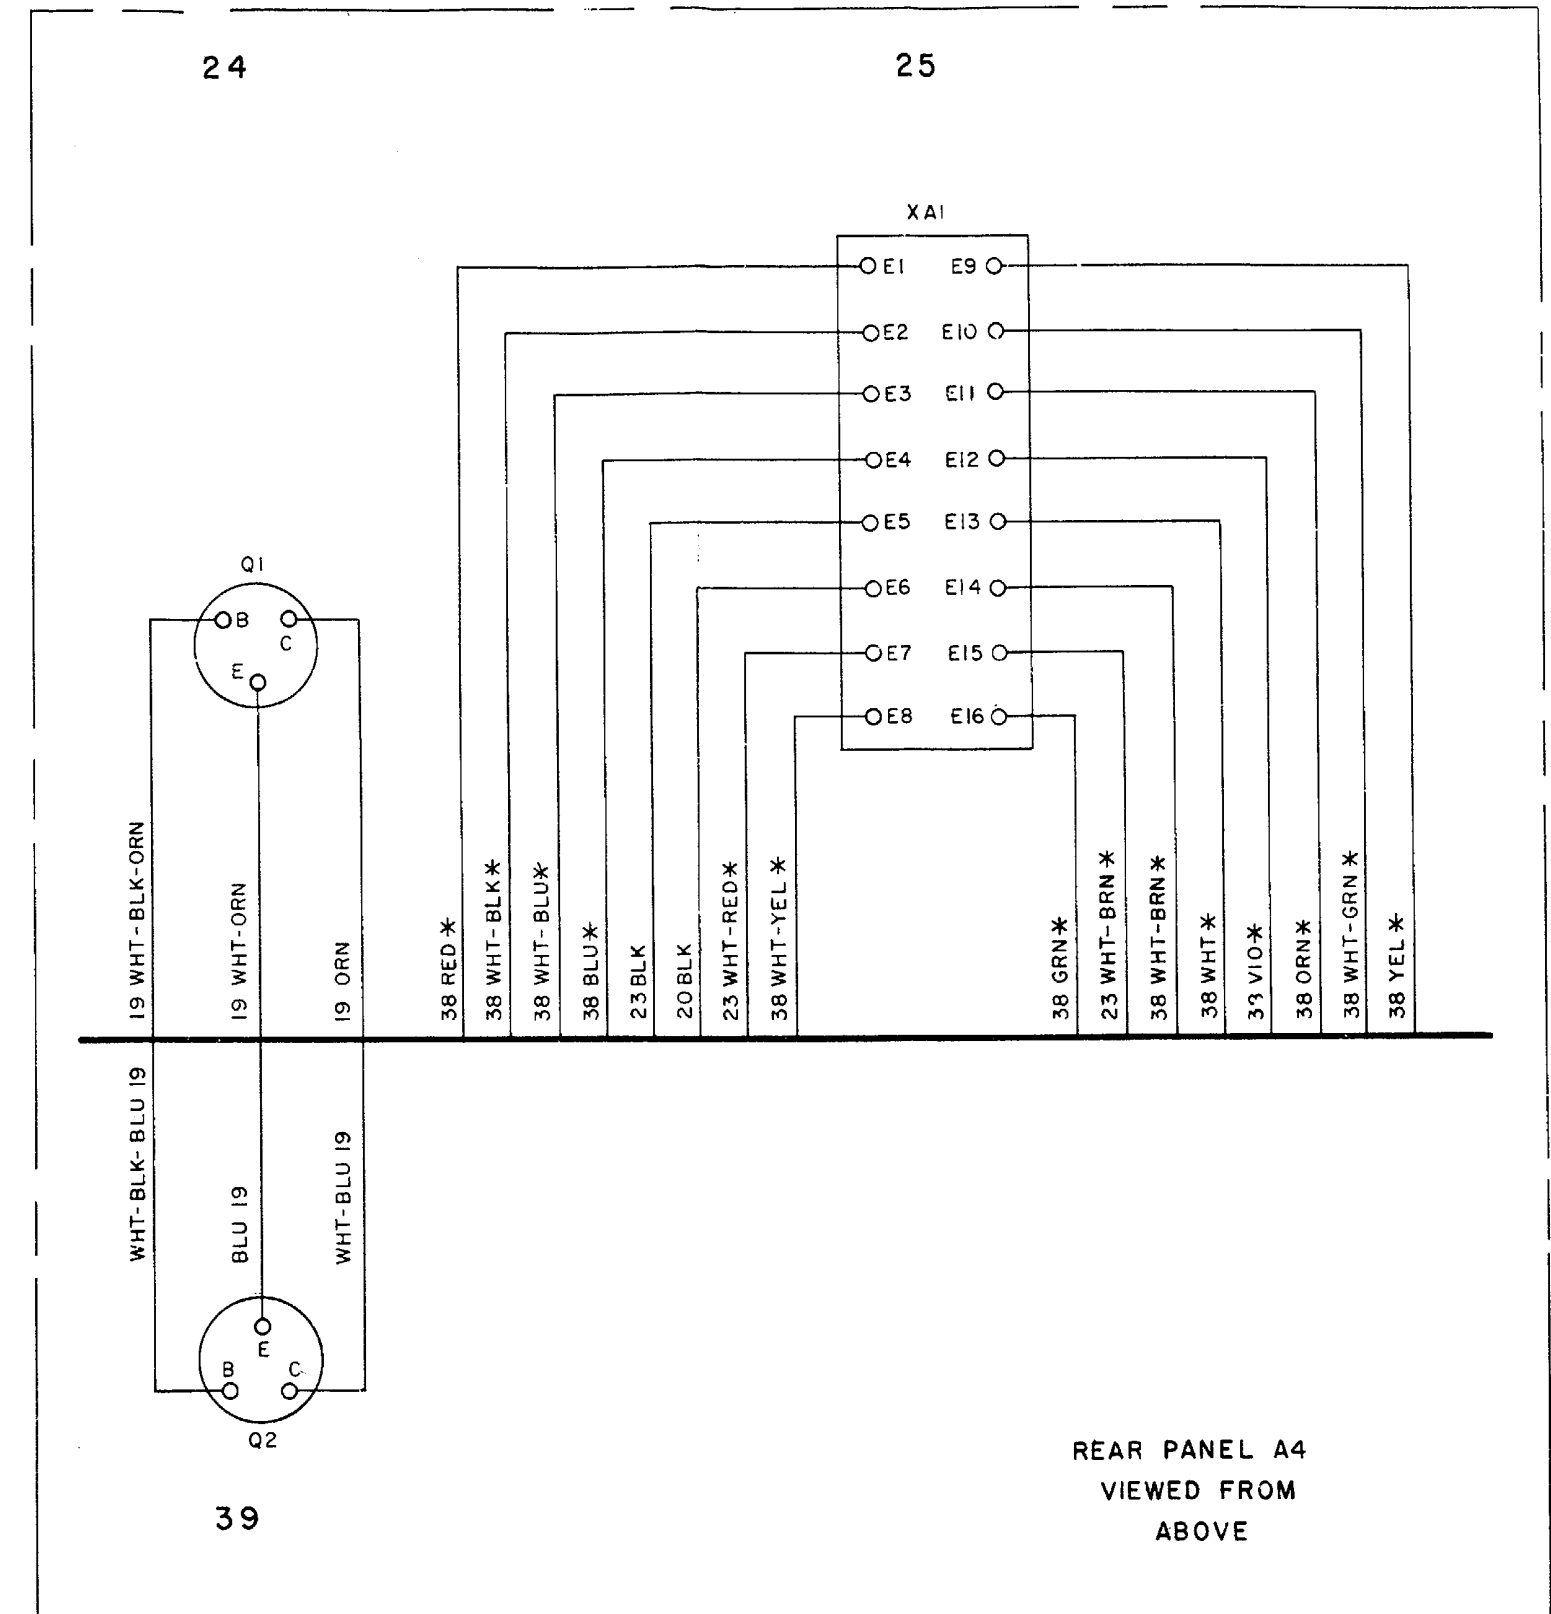 24
25
XA1
E1 E9
E2 E10
E3 E11
E4 E12
E5 E13
E6 E14
E7 E15
E8 E16
Q1
B
C
E
19 WHT-BLK-ORN
19 WHT-ORN
19 ORN
38 RED*
38 WHT-BLK*
38 WHT-BLU*
38 BLU*
23 BLK
20 BLK
23 WHT-RED*
38 WHT-YEL*
38 GRN*
23 WHT-BRN*
38 WHT-BRN*
38 WHT*
VIO*
38 ORN*
38 WHT-GRN*
38 YEL*
WHT-BLK-BLU 19
BLU 19
WHT-BLU 19
E
B
C
Q2
39
REAR PANEL A4
VIEWED FROM
ABOVE